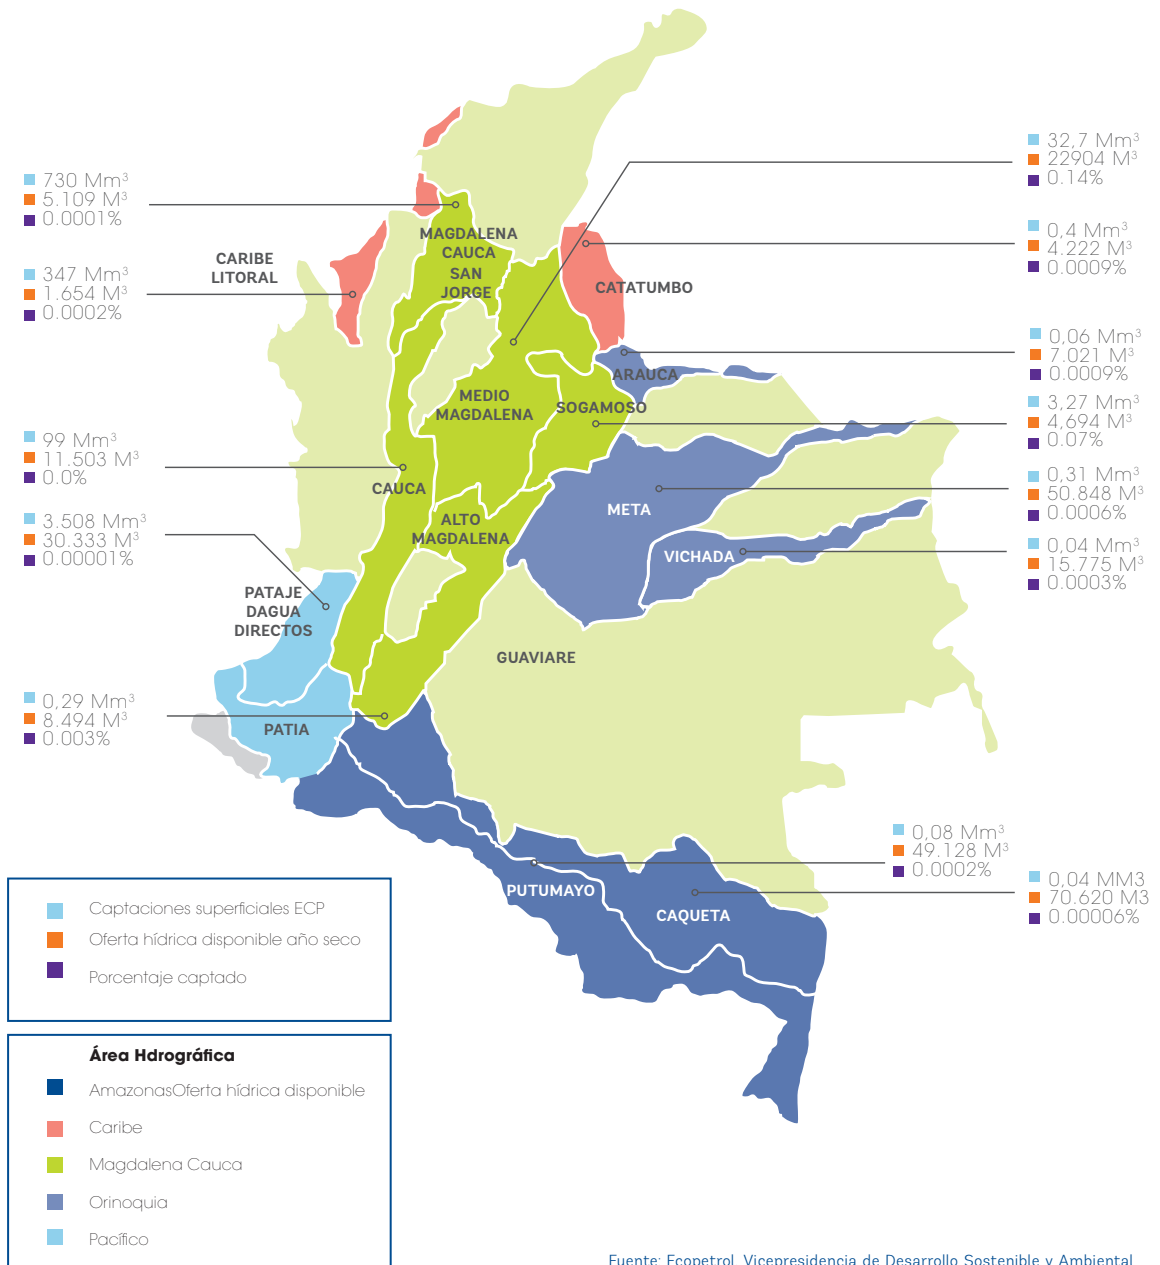 730 Mm³
5.109 M³
0.0001%
347 Mm³
1.654 M³
0.0002%
99 Mm³
11.503 M³
0.0%
3.508 Mm³
30.333 M³
0.00001%
0,29 Mm³
8.494 M³
0.003%
32,7 Mm³
22904 M³
0.14%
0,4 Mm³
4.222 M³
0.0009%
0,06 Mm³
7.021 M³
0.0009%
3,27 Mm³
4,694 M³
0.07%
0,31 Mm³
50.848 M³
0.0006%
0,04 Mm³
15.775 M³
0.0003%
0,08 Mm³
49.128 M³
0.0002%
0,04 MM3
70.620 M3
0.00006%
CARIBE
LITORAL
MAGDALENA
CAUCA
SAN
JORGE
CATATUMBO
ARAUCA
MEDIO
MAGDALENA
SOGAMOSO
CAUCA
ALTO
MAGDALENA
META
VICHADA
PATAJE
DAGUA
DIRECTOS
GUAVIARE
PATIA
PUTUMAYO
CAQUETA
Captaciones superficiales ECP
Oferta hídrica disponible año seco
Porcentaje captado
Área Hdrográfica
AmazonasOferta hídrica disponible
Caribe
Magdalena Cauca
Orinoquia
Pacífico
Fuente: Ecopetrol, Vicepresidencia de Desarrollo Sostenible y Ambiental